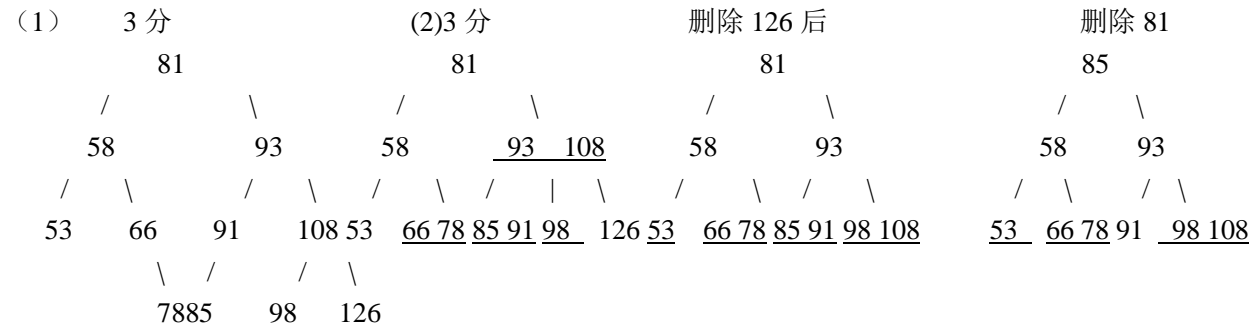 （1） 3 分 (2)3 分 删除 126 后 删除 81
81 81 81 85
/ \ / \ / \ / \
58 93 58 93 108 58 93 58 93
/ \ / \ / \ / | \ / \ / \ / \ / \
53 66 91 108 53 66 78 85 91 98 126 53 66 78 85 91 98 108 53 66 78 91 98 108
\ / / \
7885 98 126